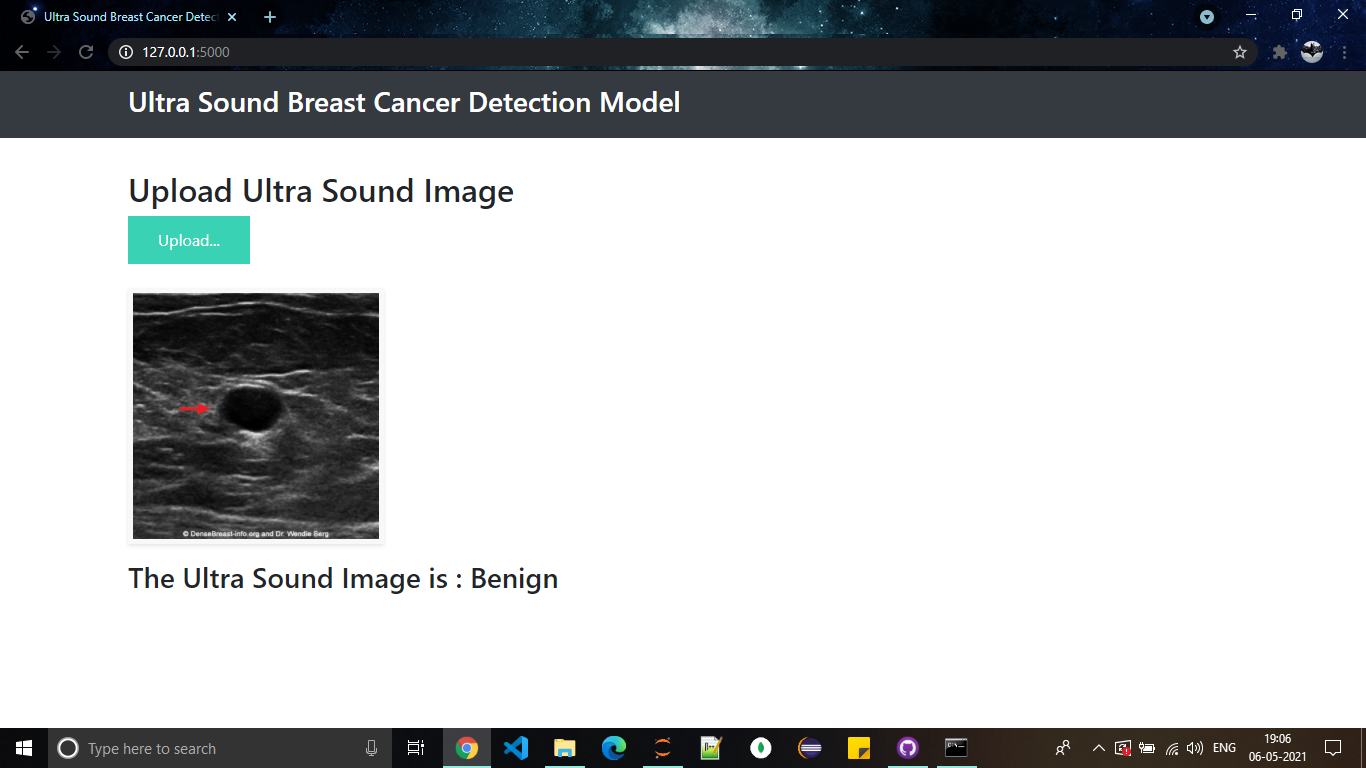 Ultra Sound Breast Cancer Detec
127.0.0.1:5000
Ultra Sound Breast Cancer Detection Model
Upload Ultra Sound Image
Upload...
© DenseBreast-info.org and Dr. Wendie Berg
The Ultra Sound Image is : Benign
Type here to search
ENG
19:06
06-05-2021